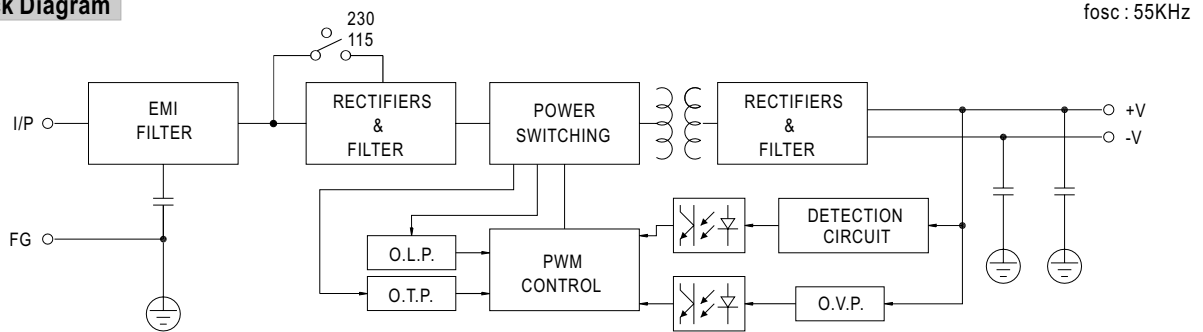 Diagram
fosc : 55KHz
230
115
I/P
EMI
FILTER
RECTIFIERS
&
FILTER
POWER
SWITCHING
RECTIFIERS
&
FILTER
+V
-V
FG
O.L.P.
O.T.P.
PWM
CONTROL
DETECTION
CIRCUIT
O.V.P.